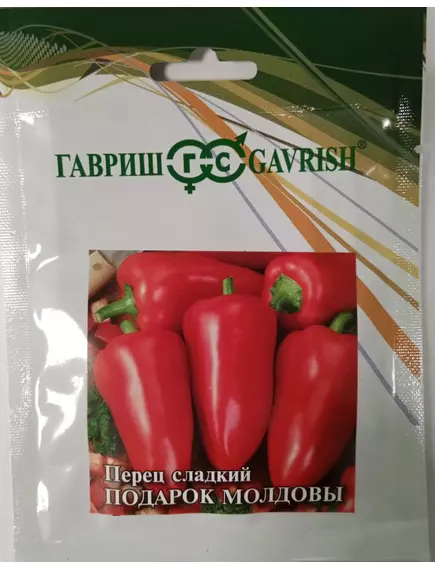 ГАВРИШ Г-С GAVRISH®
Перец сладкий
ПОДАРОК МОЛДОВЫ